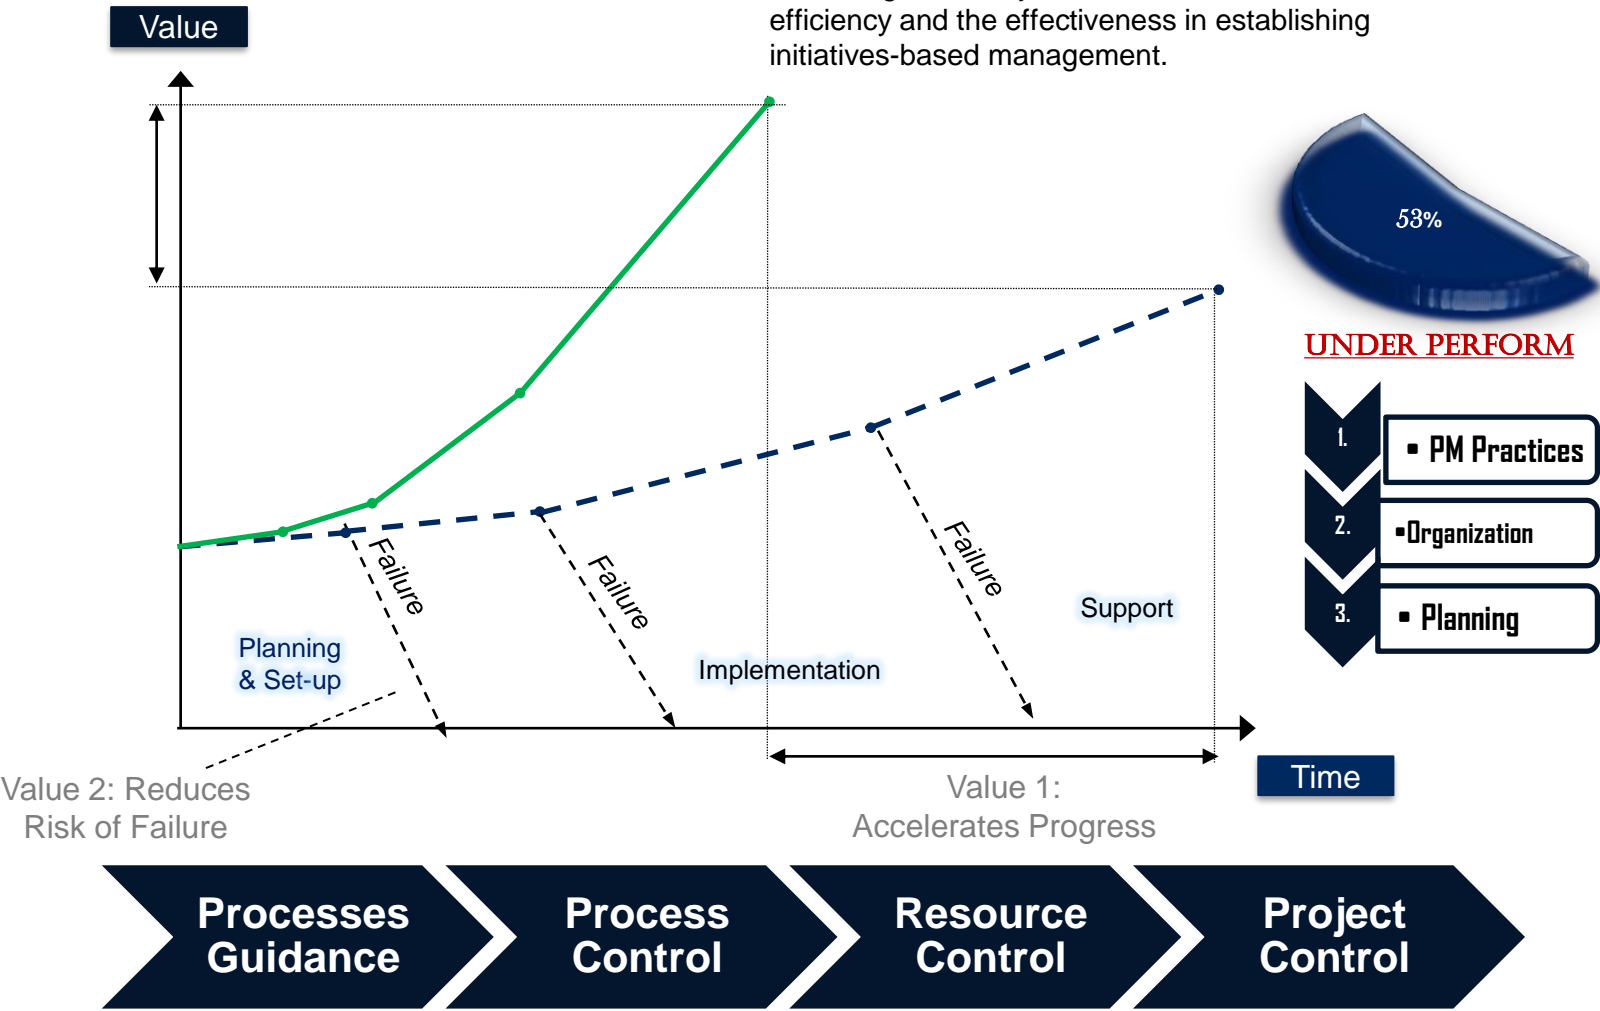 Value
efficiency and the effectiveness in establishing
initiatives-based management.
53%
UNDER PERFORM
1.
▪ PM Practices
2.
▪Organization
3.
▪ Planning
Failure
Failure
Failure
Planning
& Set-up
Implementation
Support
Time
Value 2: Reduces
Risk of Failure
Value 1:
Accelerates Progress
Processes
Guidance
Process
Control
Resource
Control
Project
Control